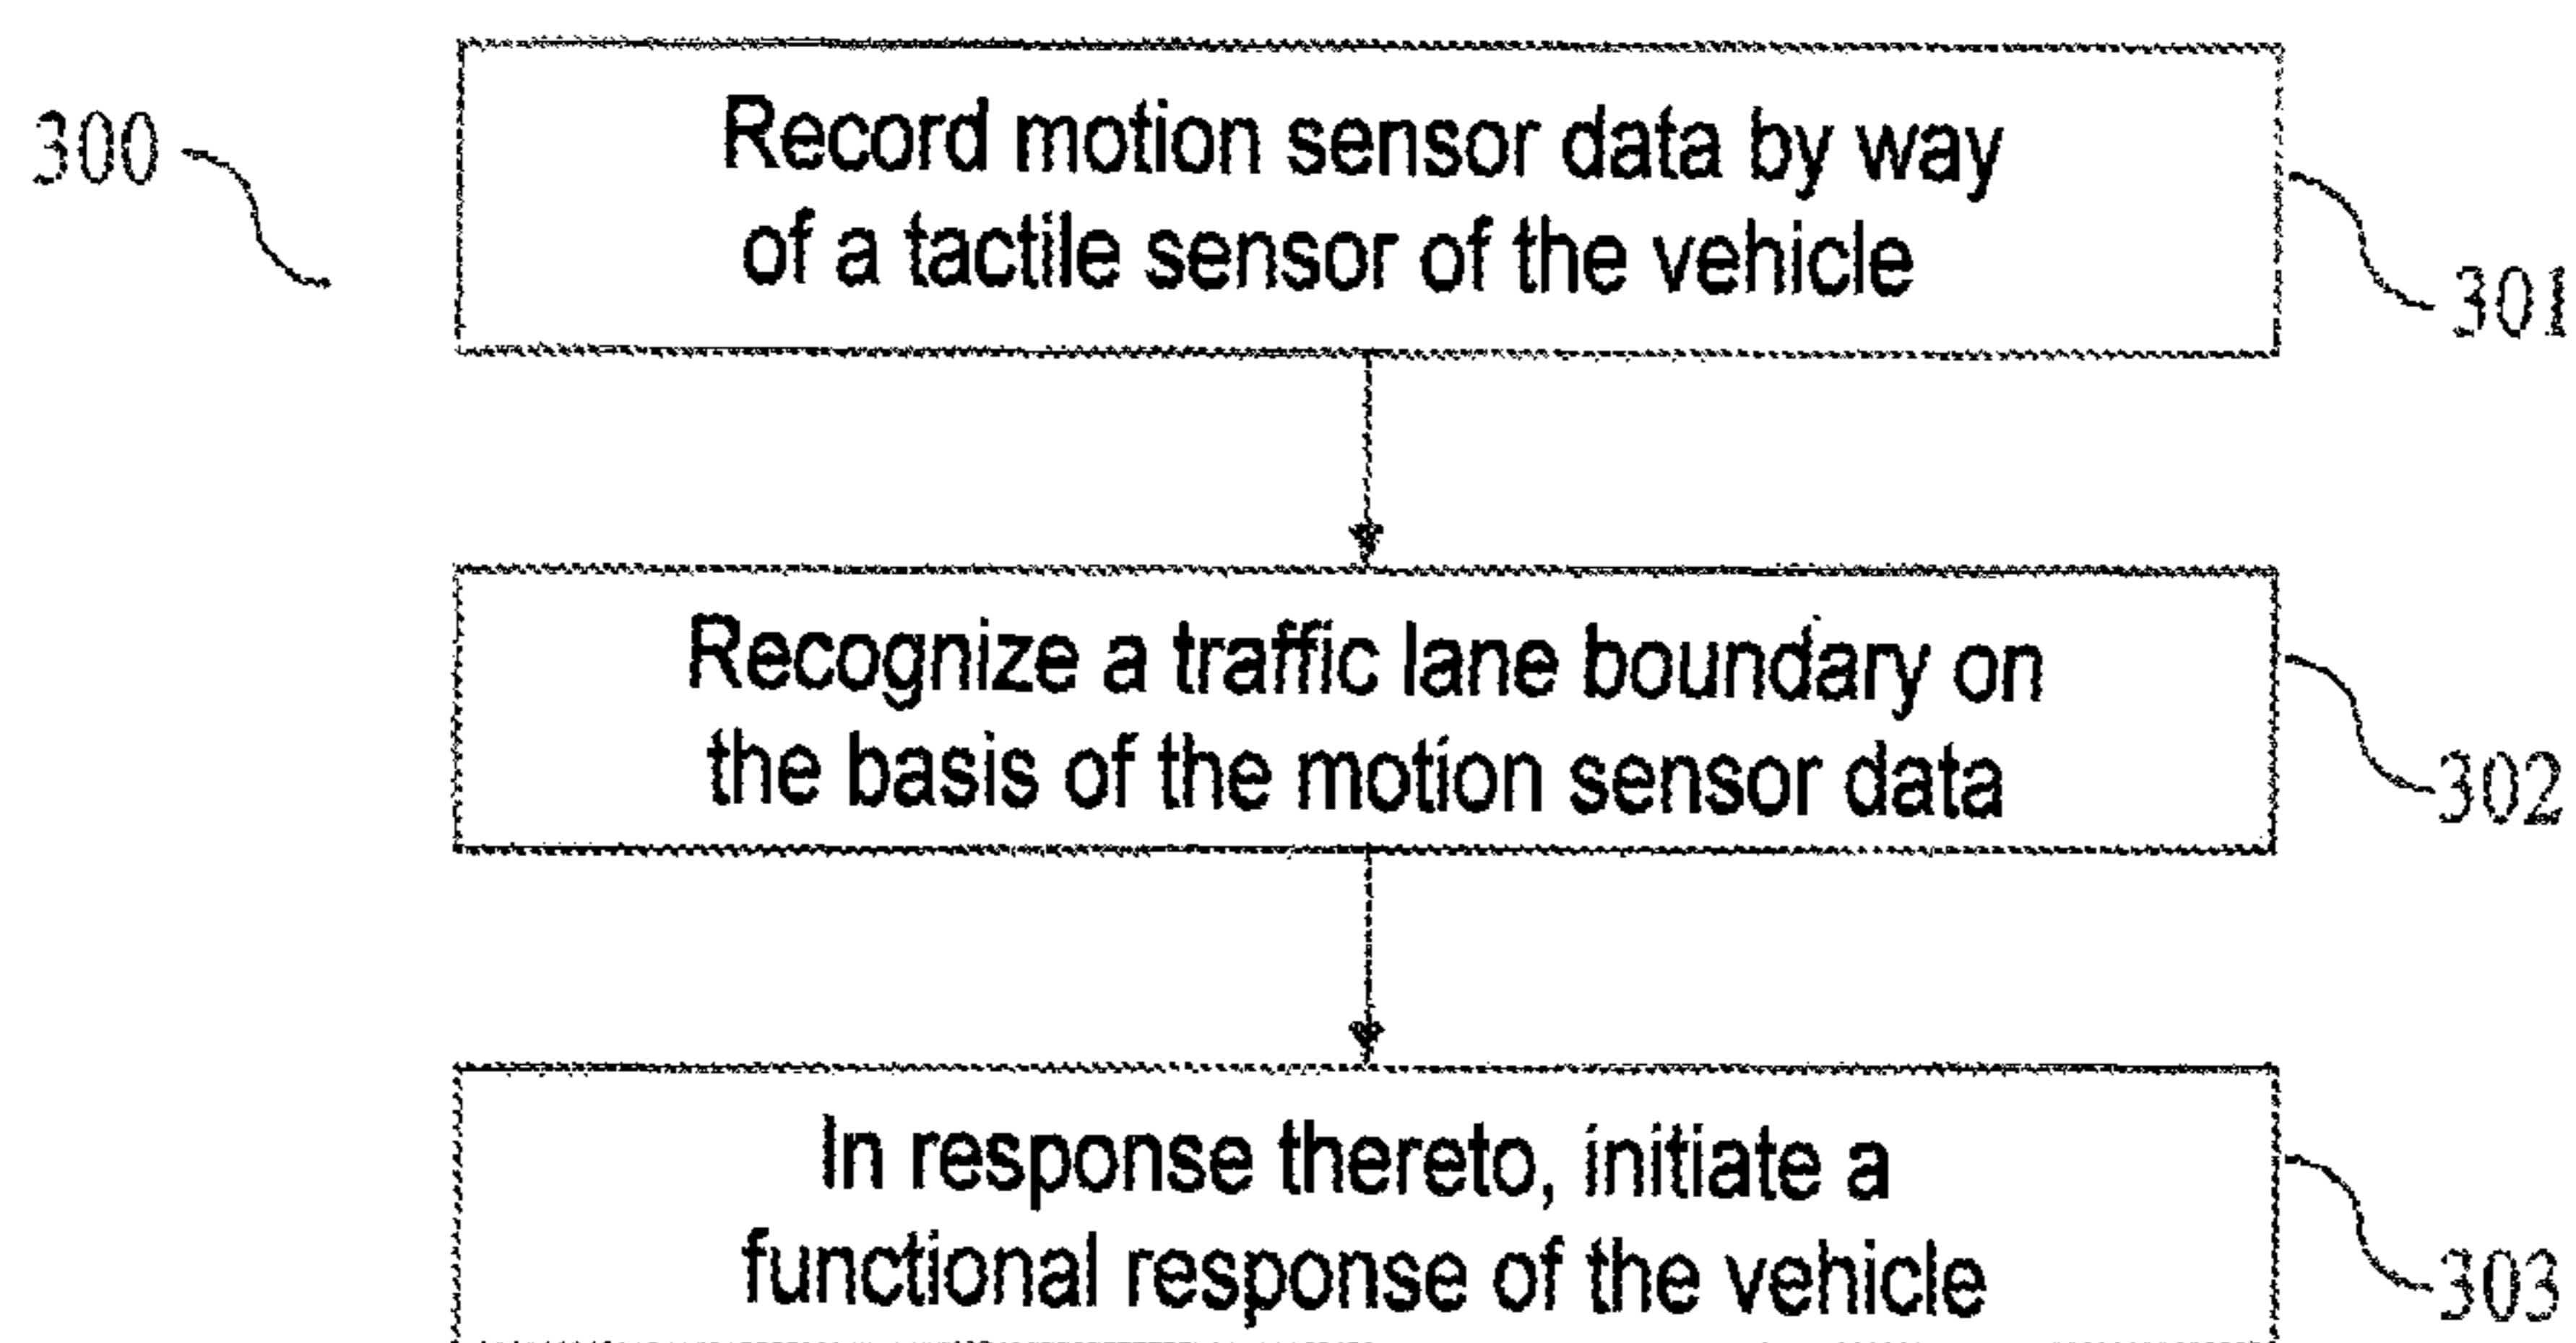 300
Record motion sensor data by way
of a tactile sensor of the vehicle
301
Recognize a traffic lane boundary on
the basis of the motion sensor data
302
In response thereto, initiate a
functional response of the vehicle
303